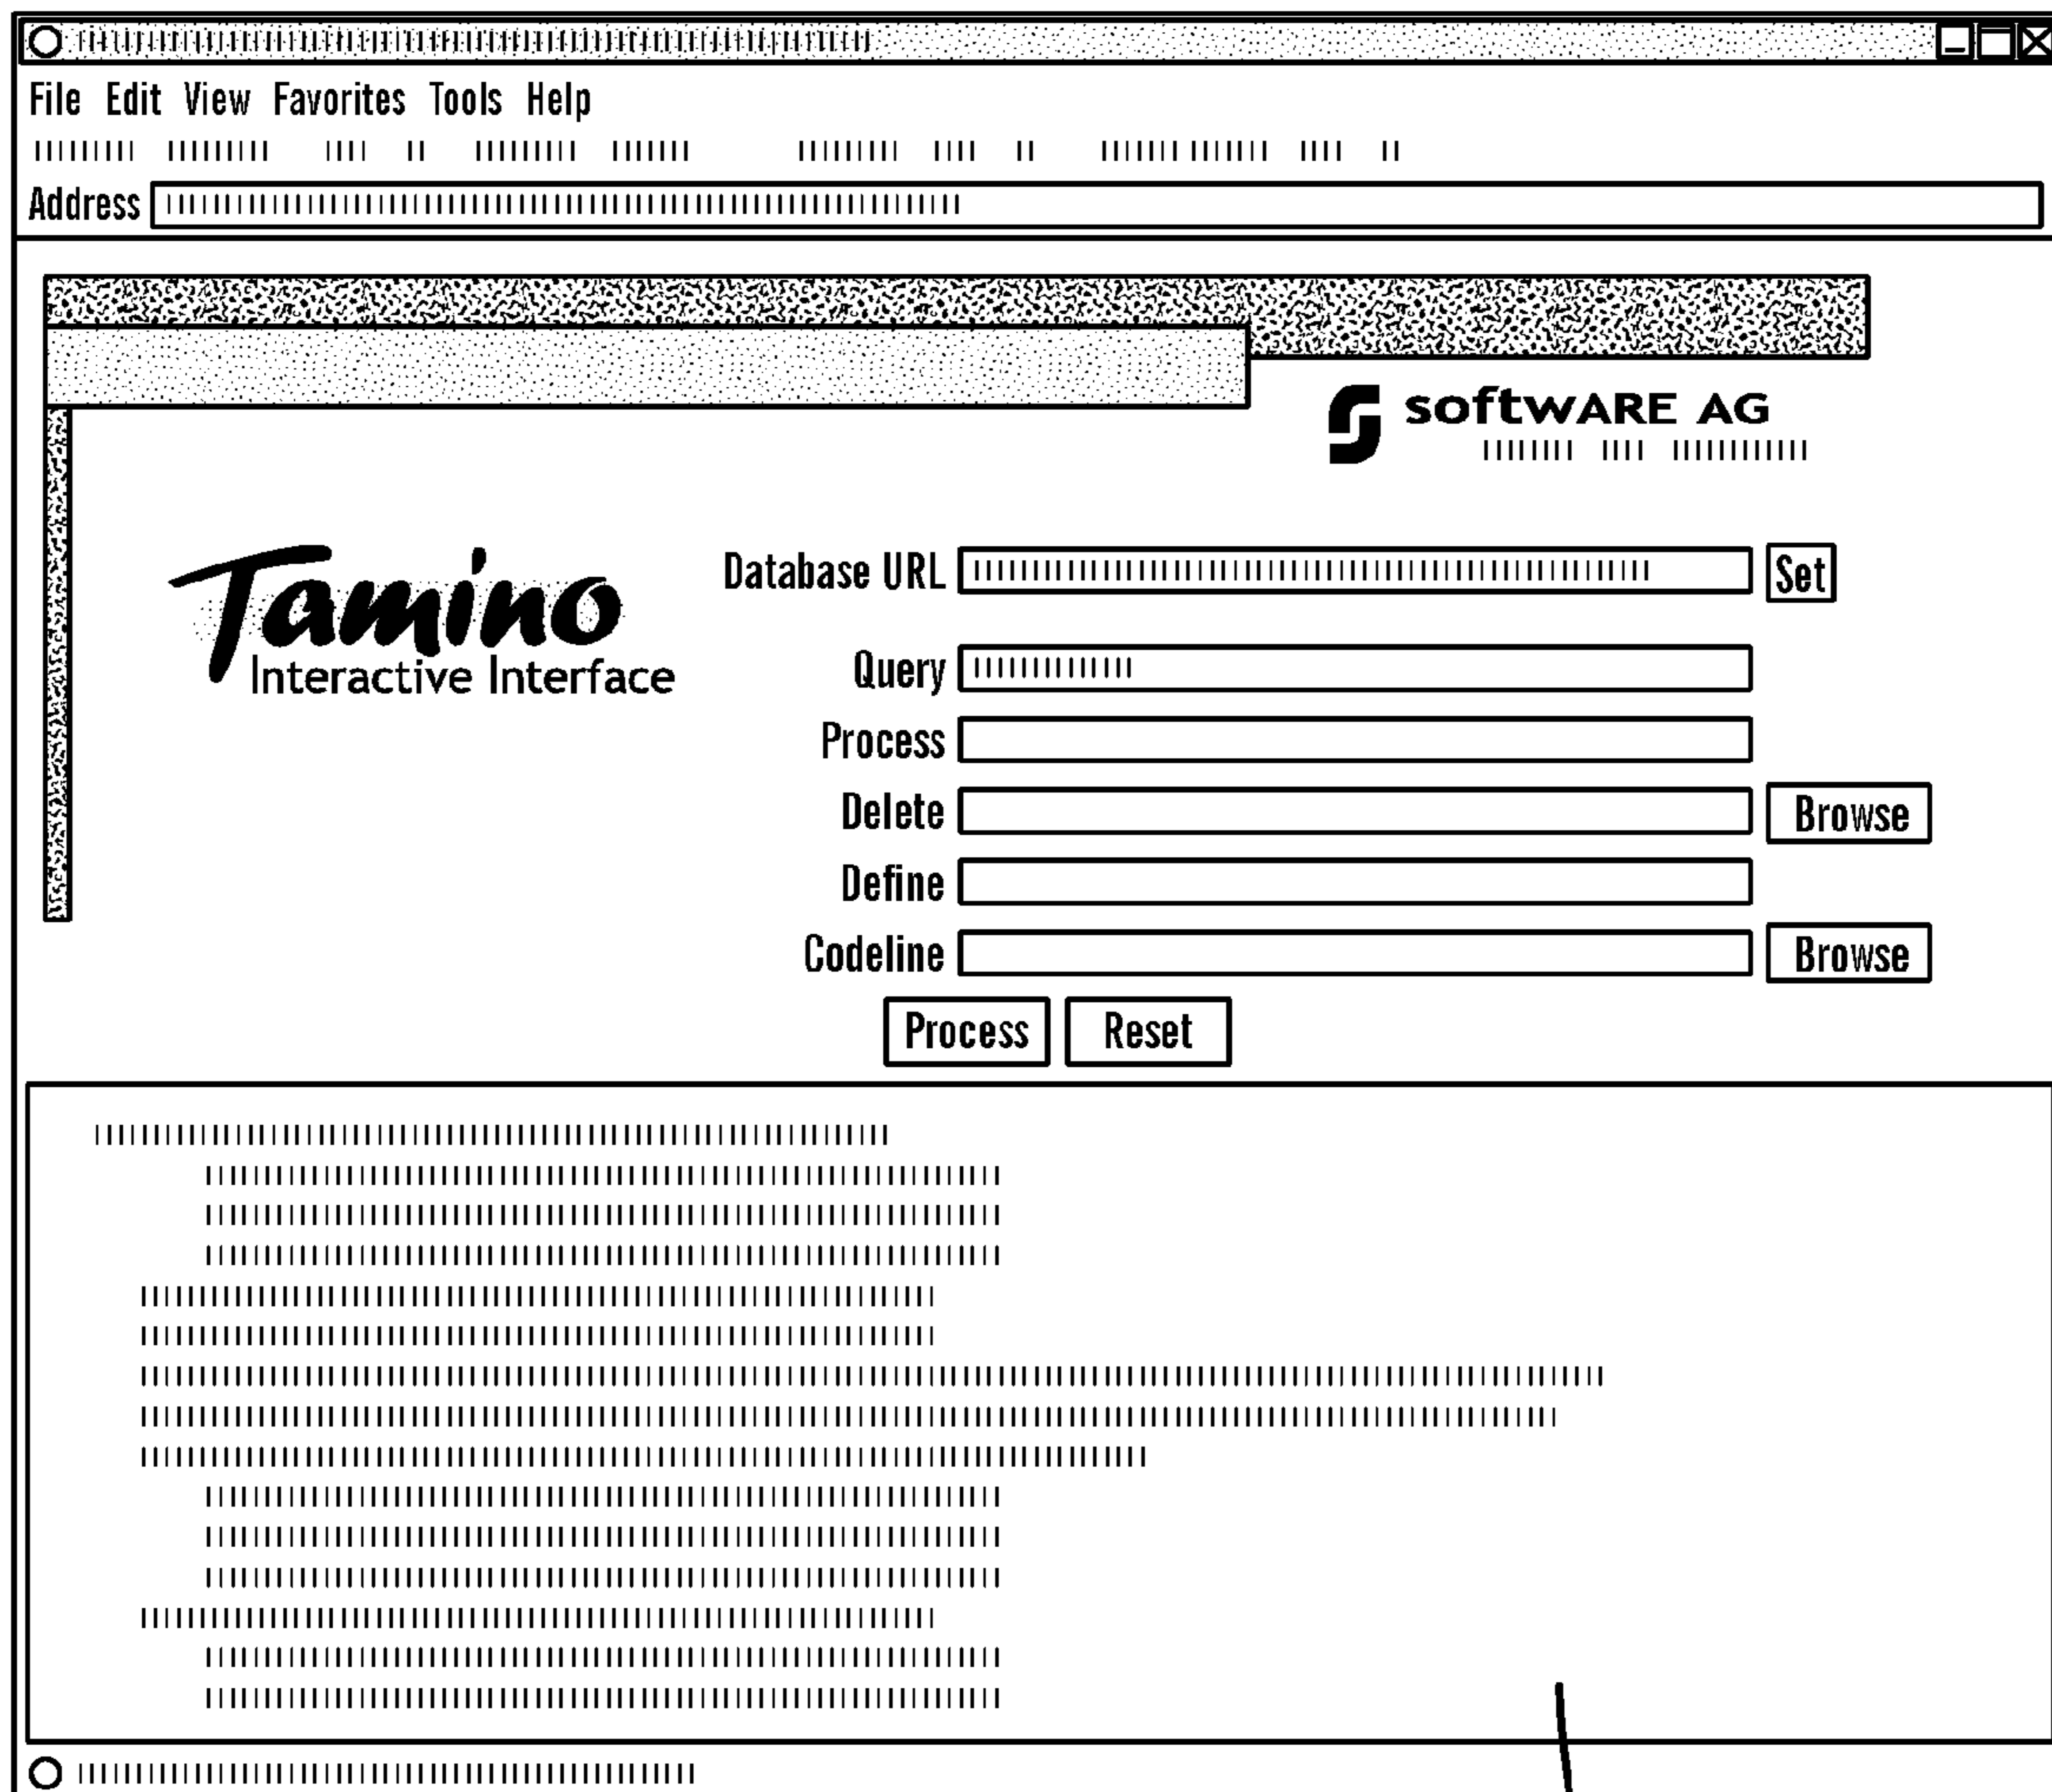 File Edit View Favorites Tools Help
Address
softwARE AG
Tamino
Interactive Interface
Database URL
Set
Query
Process
Delete
Browse
Define
Codeline
Browse
Process Reset